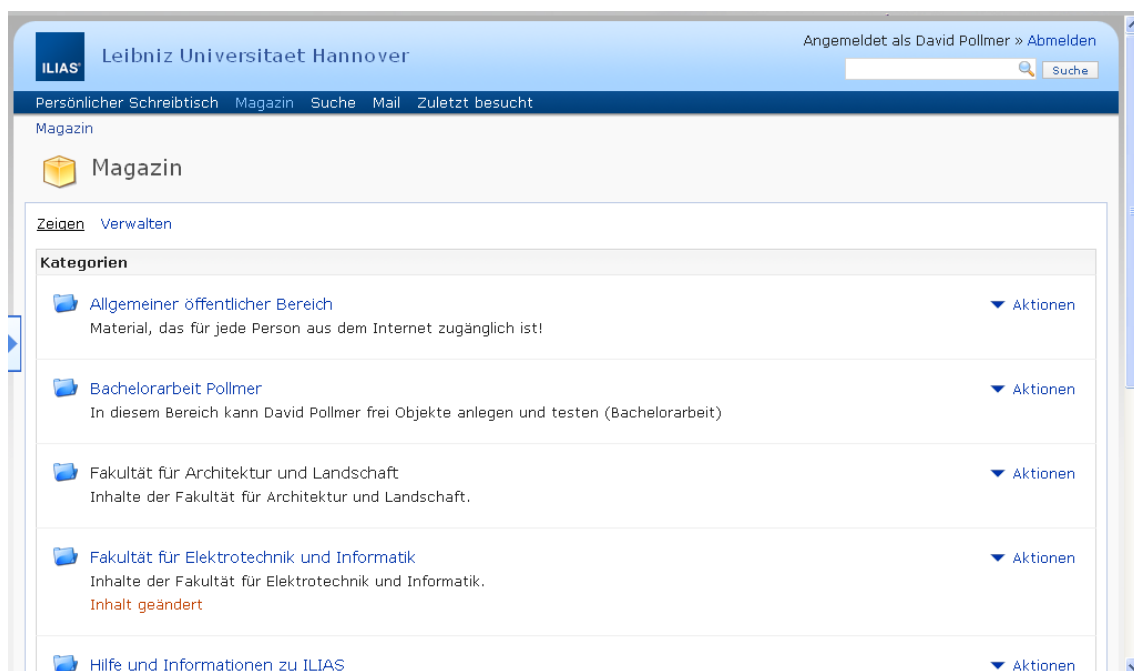 Angemeldet als David Pollmer » Abmelden
ILIAS
Leibniz Universitaet Hannover
Suche
Persönlicher Schreibtisch Magazin Suche Mail Zuletzt besucht
Magazin
Magazin
Zeigen Verwalten
Kategorien
Allgemeiner öffentlicher Bereich Aktionen
Material, das für jede Person aus dem Internet zugänglich ist!
Bachelorarbeit Pollmer Aktionen
In diesem Bereich kann David Pollmer frei Objekte anlegen und testen (Bachelorarbeit)
Fakultät für Architektur und Landschaft Aktionen
Inhalte der Fakultät für Architektur und Landschaft.
Fakultät für Elektrotechnik und Informatik Aktionen
Inhalte der Fakultät für Elektrotechnik und Informatik.
Inhalt geändert
Hilfe und Informationen zu ILIAS Aktionen